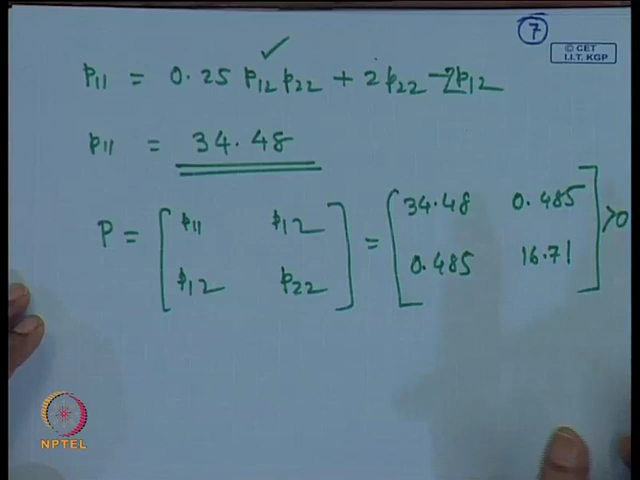 7
© CET
I.I.T. KGP
p11 = 0.25 p12 p22 + 2p22 - 2p12
p11 = 34.48
P = [ p11 p12 ] = [ 34.48 0.485 ] >0
[ p12 p22 ] [ 0.485 16.71 ]
NPTEL